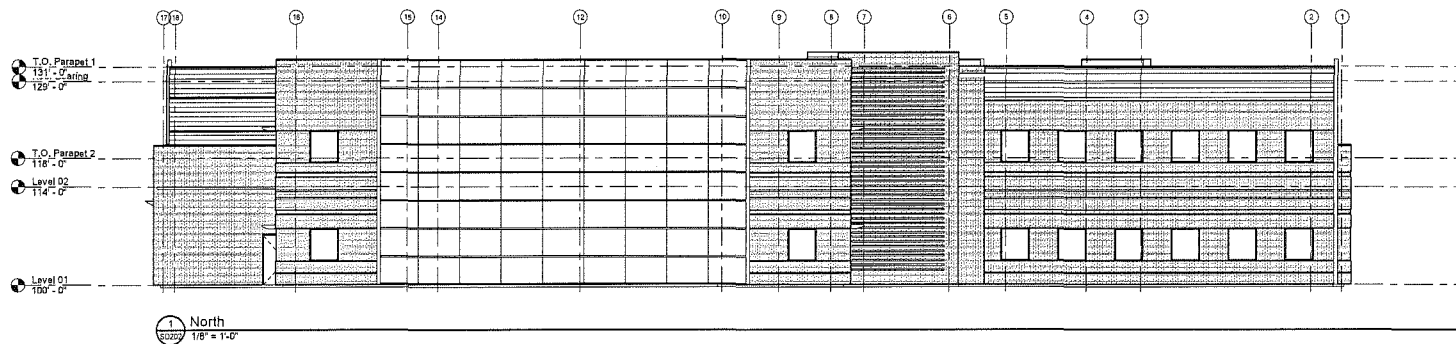 17 18 16 15 14 12 10 9 8 7 6 5 4 3 2 1
T.O. Parapet 1
131' - 0"
129' - 0"
T.O. Parapet 2
118' - 0"
Level 02
114' - 0"
Level 01
100' - 0"
1 North
SD202 1/8" = 1'-0"